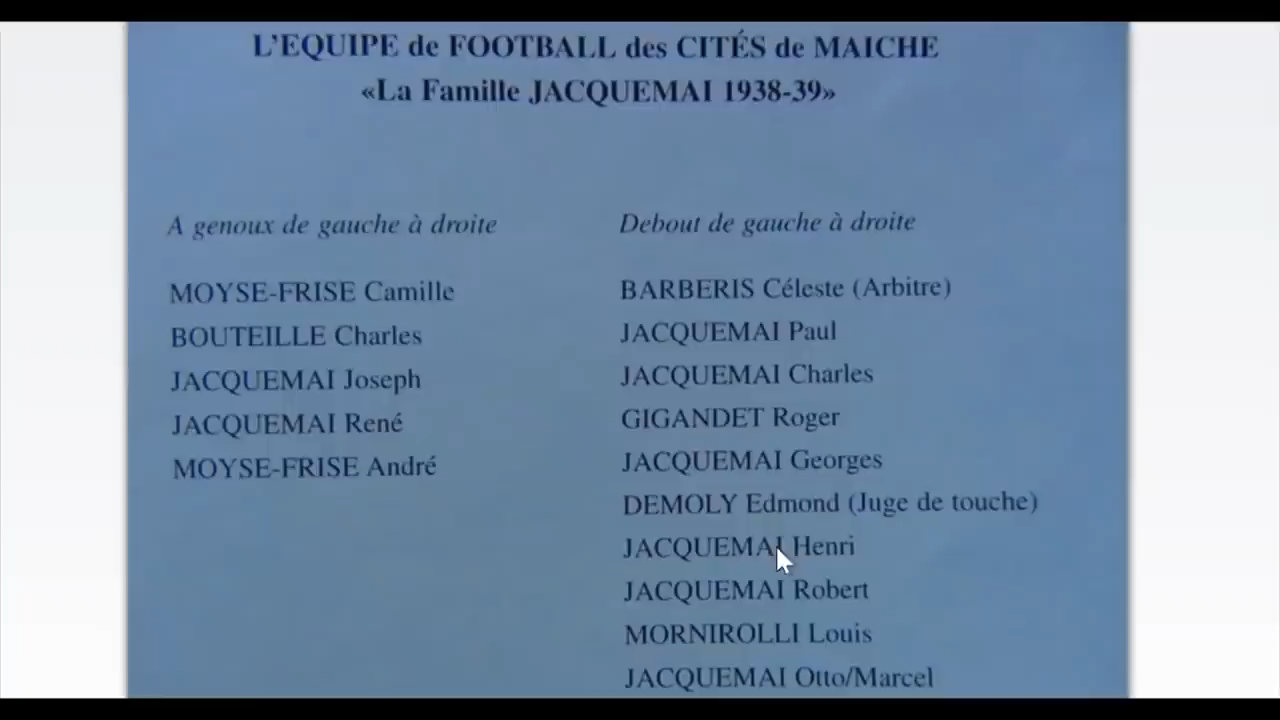 L'EQUIPE de FOOTBALL des CITÉS de MAICHE
«La Famille JACQUEMAI 1938-39»
A genoux de gauche à droite
MOYSE-FRISE Camille
BOUTEILLE Charles
JACQUEMAI Joseph
JACQUEMAI René
MOYSE-FRISE André
Debout de gauche à droite
BARBERIS Céleste (Arbitre)
JACQUEMAI Paul
JACQUEMAI Charles
GIGANDET Roger
JACQUEMAI Georges
DEMOLY Edmond (Juge de touche)
JACQUEMAI Henri
JACQUEMAI Robert
MORNIROLLI Louis
JACQUEMAI Otto/Marcel